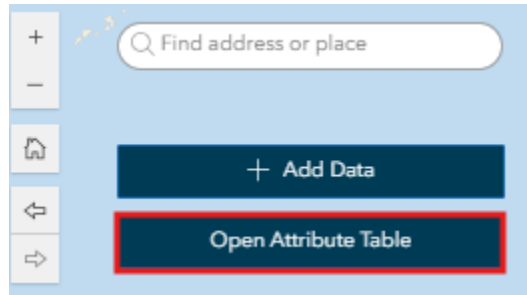 Find address or place
+ Add Data
Open Attribute Table